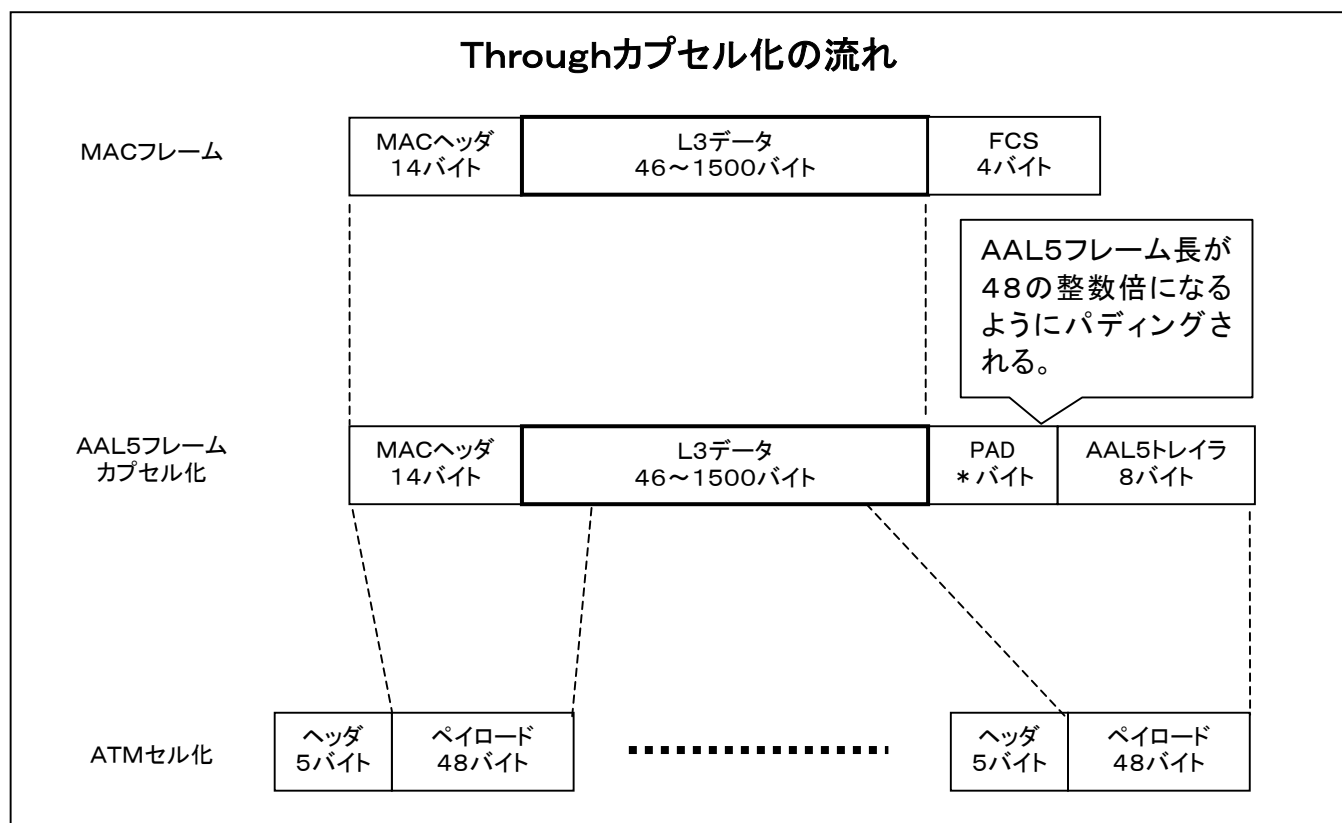 Throughカプセル化の流れ
MACフレーム
MACヘッダ
14バイト
L3データ
46~1500バイト
FCS
4バイト
AAL5フレーム長が
48の整数倍になる
ようにパディングさ
れる。
AAL5フレーム
カプセル化
MACヘッダ
14バイト
L3データ
46~1500バイト
PAD
*バイト
AAL5トレイラ
8バイト
ATMセル化
ヘッダ
5バイト
ペイロード
48バイト
ヘッダ
5バイト
ペイロード
48バイト